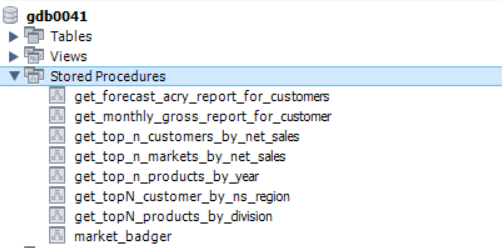 gdb0041
Tables
Views
Stored Procedures
get_forecast_acry_report_for_customers
get_monthly_gross_report_for_customer
get_top_n_customers_by_net_sales
get_top_n_markets_by_net_sales
get_top_n_products_by_year
get_topN_customer_by_ns_region
get_topN_products_by_division
market_badger